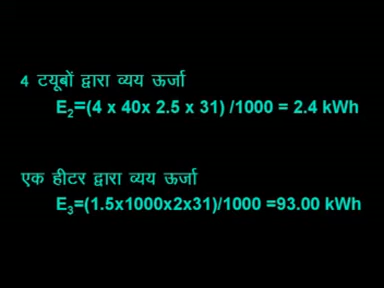 4 टयूबों द्वारा व्यय ऊर्जा
E2=(4 x 40x 2.5 x 31) /1000 = 2.4 kWh
एक हीटर द्वारा व्यय ऊर्जा
E3=(1.5x1000x2x31)/1000 =93.00 kWh